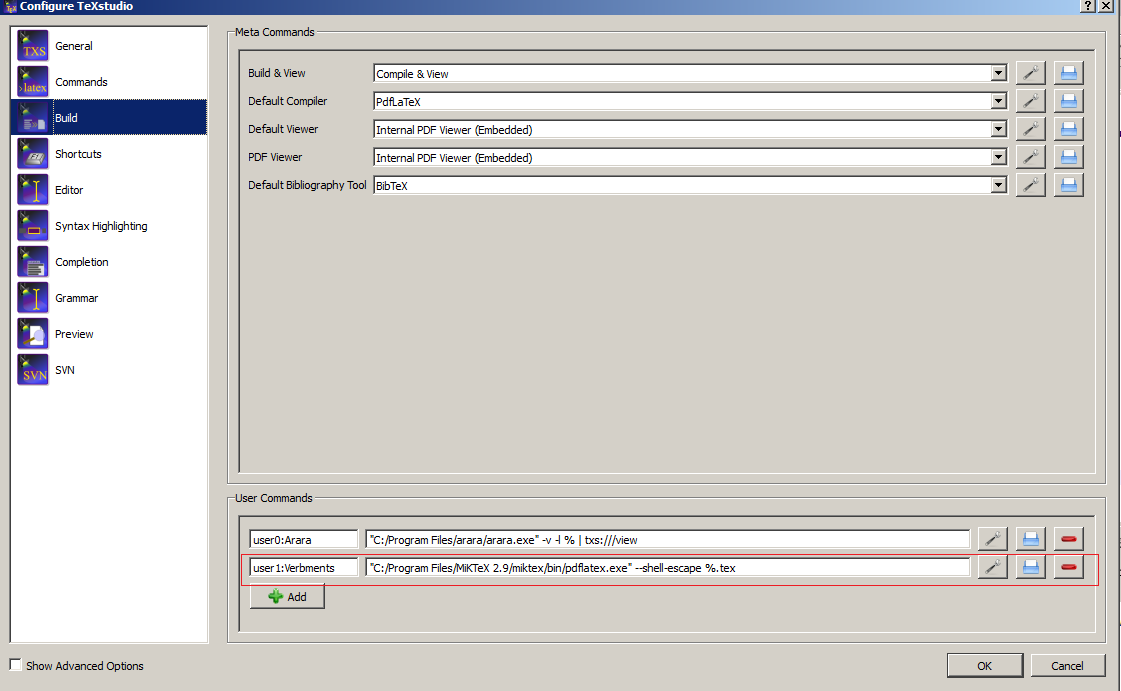 Configure TeXstudio
TXS General
latex Commands
Build
Shortcuts
Editor
Syntax Highlighting
Completion
Grammar
Preview
SVN SVN
Show Advanced Options
Meta Commands
Build & View Compile & View
Default Compiler PdfLaTeX
Default Viewer Internal PDF Viewer (Embedded)
PDF Viewer Internal PDF Viewer (Embedded)
Default Bibliography Tool BibTeX
User Commands
user0:Arara "C:/Program Files/arara/arara.exe" -v -l % | txs:///view
user1:Verbments "C:/Program Files/MiKTeX 2.9/miktex/bin/pdflatex.exe" --shell-escape %.tex
Add
OK Cancel